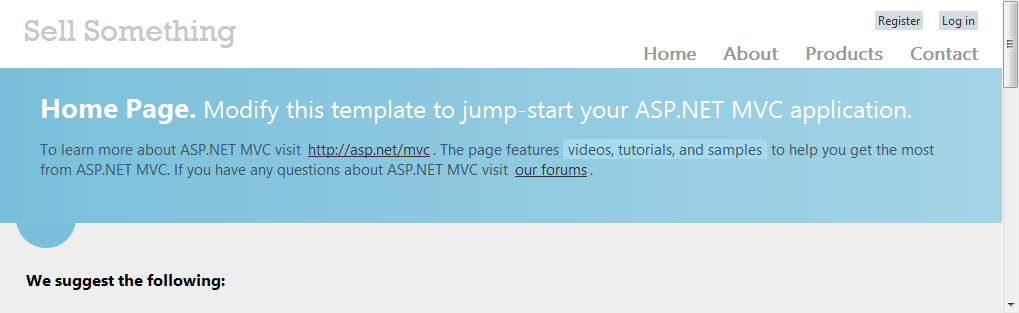 Sell Something
Register Log in
Home About Products Contact
Home Page. Modify this template to jump-start your ASP.NET MVC application.
To learn more about ASP.NET MVC visit http://asp.net/mvc. The page features videos, tutorials, and samples to help you get the most
from ASP.NET MVC. If you have any questions about ASP.NET MVC visit our forums.
We suggest the following: